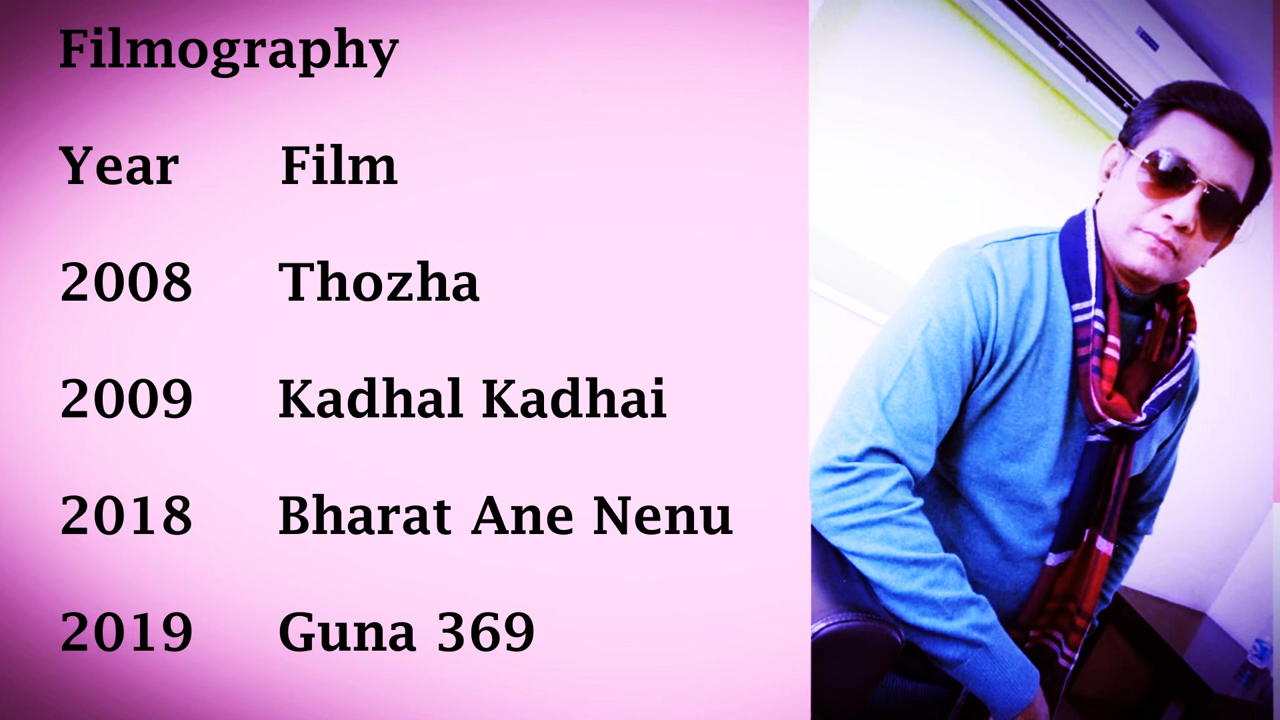 Filmography
Year Film
2008 Thozha
2009 Kadhal Kadhai
2018 Bharat Ane Nenu
2019 Guna 369